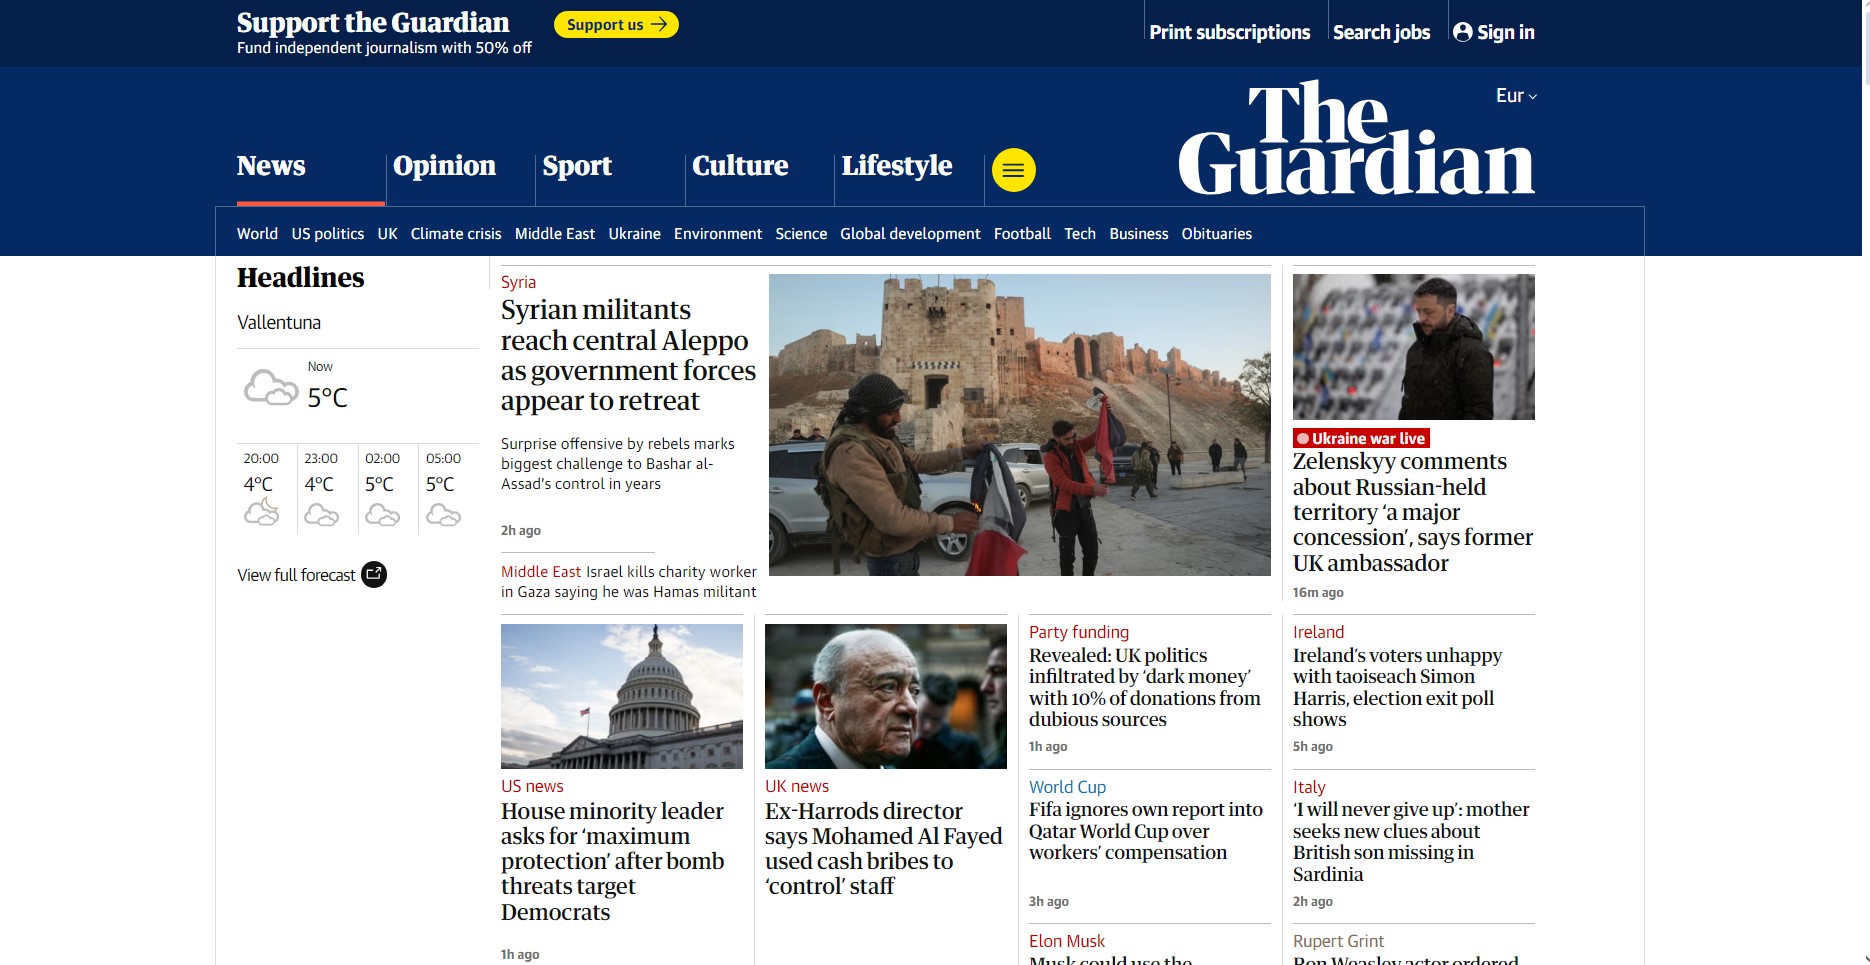 Support the Guardian
Fund independent journalism with 50% off
Support us
Print subscriptions
Search jobs
Sign in
Eur
The
Guardian
News
Opinion
Sport
Culture
Lifestyle
World
US politics
UK
Climate crisis
Middle East
Ukraine
Environment
Science
Global development
Football
Tech
Business
Obituaries
Headlines
Vallentuna
Now
5°C
20:00
4°C
23:00
4°C
02:00
5°C
05:00
5°C
View full forecast
Syria
Syrian militants
reach central Aleppo
as government forces
appear to retreat
Surprise offensive by rebels marks
biggest challenge to Bashar al-
Assad's control in years
2h ago
Middle East Israel kills charity worker
in Gaza saying he was Hamas militant
Ukraine war live
Zelenskyy comments
about Russian-held
territory ‘a major
concession’, says former
UK ambassador
16m ago
US news
House minority leader
asks for ‘maximum
protection’ after bomb
threats target
Democrats
1h ago
UK news
Ex-Harrods director
says Mohamed Al Fayed
used cash bribes to
‘control’ staff
Party funding
Revealed: UK politics
infiltrated by ‘dark money’
with 10% of donations from
dubious sources
1h ago
World Cup
Fifa ignores own report into
Qatar World Cup over
workers’ compensation
3h ago
Elon Musk
Musk could use the
Ireland
Ireland’s voters unhappy
with taoiseach Simon
Harris, election exit poll
shows
5h ago
Italy
‘I will never give up’: mother
seeks new clues about
British son missing in
Sardinia
2h ago
Rupert Grint
Ron Weasley actor ordered